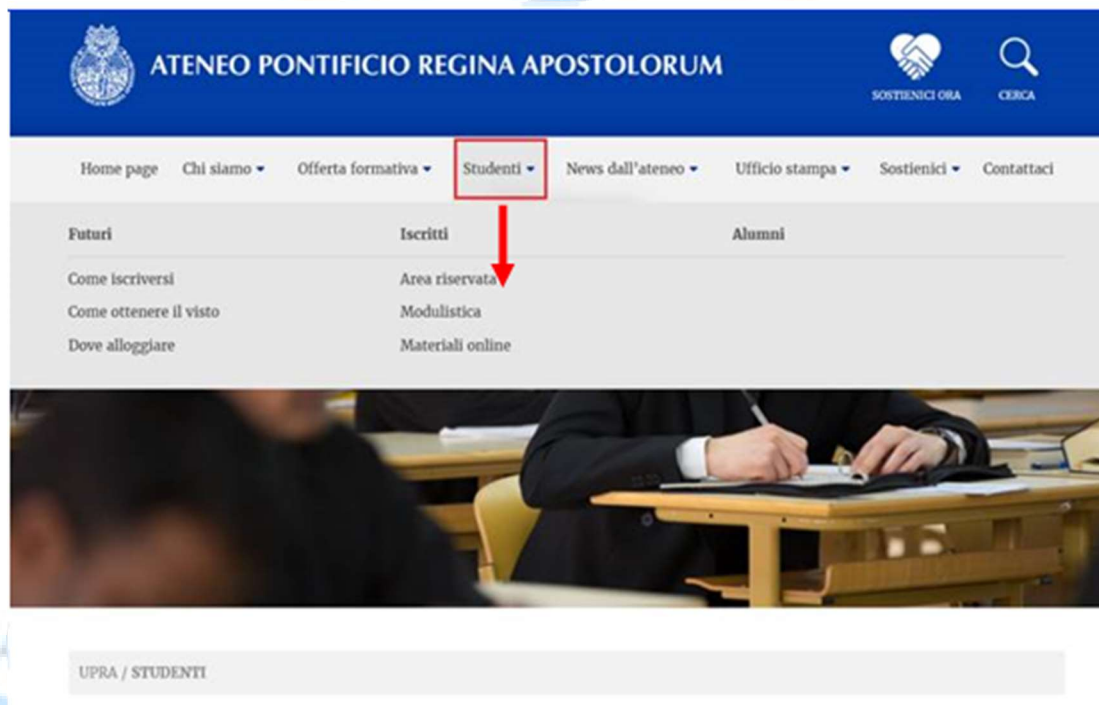 ATENEO PONTIFICIO REGINA APOSTOLORUM
SOSTIENICI ORA
CERCA
Home page Chi siamo Offerta formativa Studenti News dall'ateneo Ufficio stampa Sostienici Contattaci
Futuri Iscritti Alumni
Come iscriversi Area riservata
Come ottenere il visto Modulistica
Dove alloggiare Materiali online
UPRA / STUDENTI